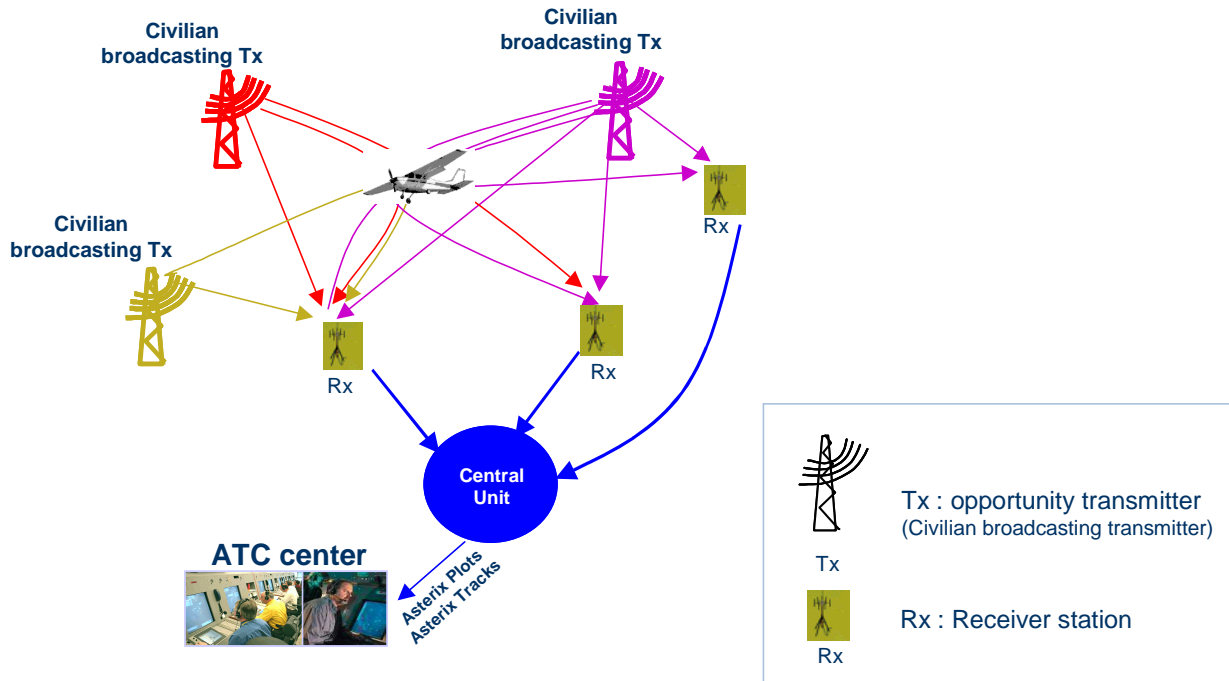 Civilian
broadcasting Tx
Civilian
broadcasting Tx
Civilian
broadcasting Tx
Rx
Rx
Rx
Central
Unit
ATC center
Asterix Plots
Asterix Tracks
Tx : opportunity transmitter
(Civilian broadcasting transmitter)
Tx
Rx : Receiver station
Rx